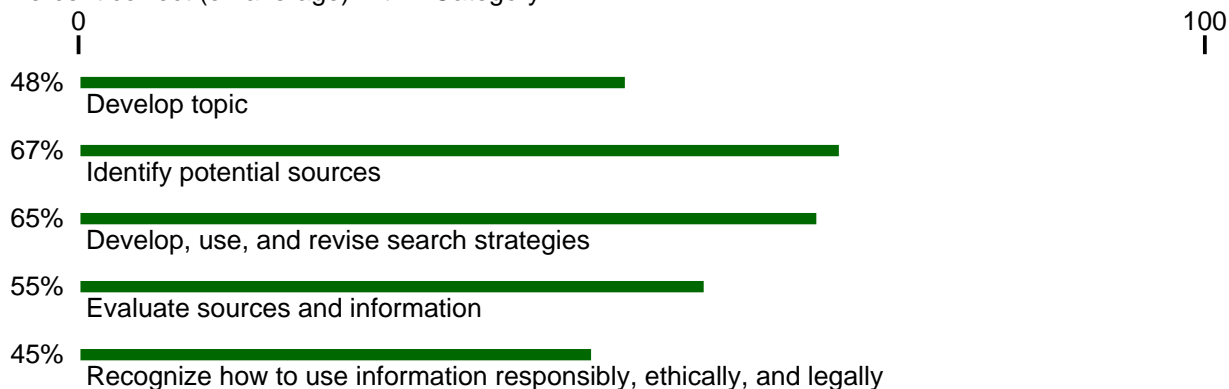 0 100
48%
Develop topic
67%
Identify potential sources
65%
Develop, use, and revise search strategies
55%
Evaluate sources and information
45%
Recognize how to use information responsibly, ethically, and legally